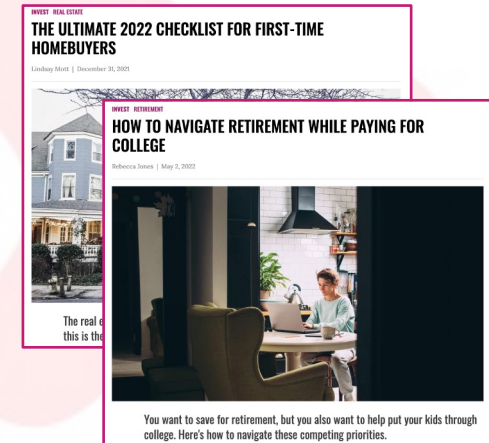 INVEST REAL ESTATE
THE ULTIMATE 2022 CHECKLIST FOR FIRST-TIME
HOMEBUYERS
Lindsay Mott | December 31, 2021
The real e
this is the
INVEST RETIREMENT
HOW TO NAVIGATE RETIREMENT WHILE PAYING FOR
COLLEGE
Rebecca Jones | May 2, 2022
You want to save for retirement, but you also want to help put your kids through
college. Here's how to navigate these competing priorities.